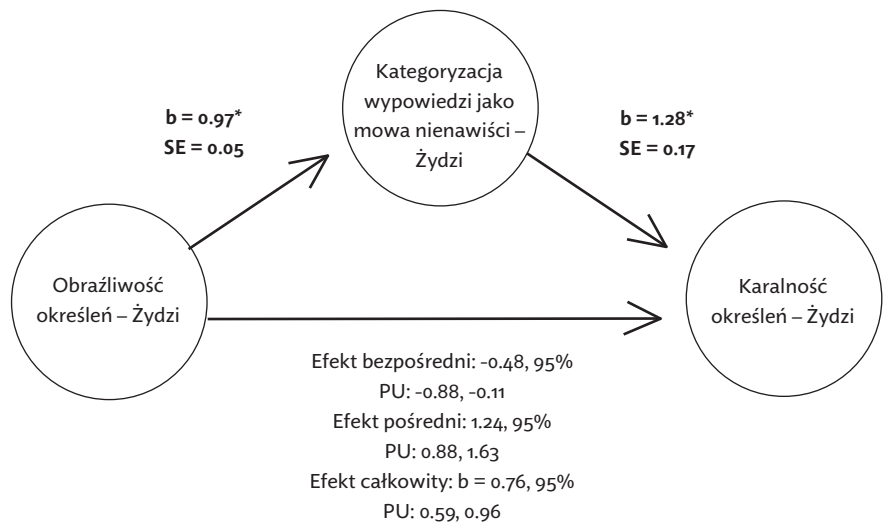 Kategoryzacja
wypowiedzi jako
mowa nienawiści –
Żydzi
b = 0.97*
SE = 0.05
b = 1.28*
SE = 0.17
Obraźliwość
określeń – Żydzi
Karalność
określeń – Żydzi
Efekt bezpośredni: -0.48, 95%
PU: -0.88, -0.11
Efekt pośredni: 1.24, 95%
PU: 0.88, 1.63
Efekt całkowity: b = 0.76, 95%
PU: 0.59, 0.96